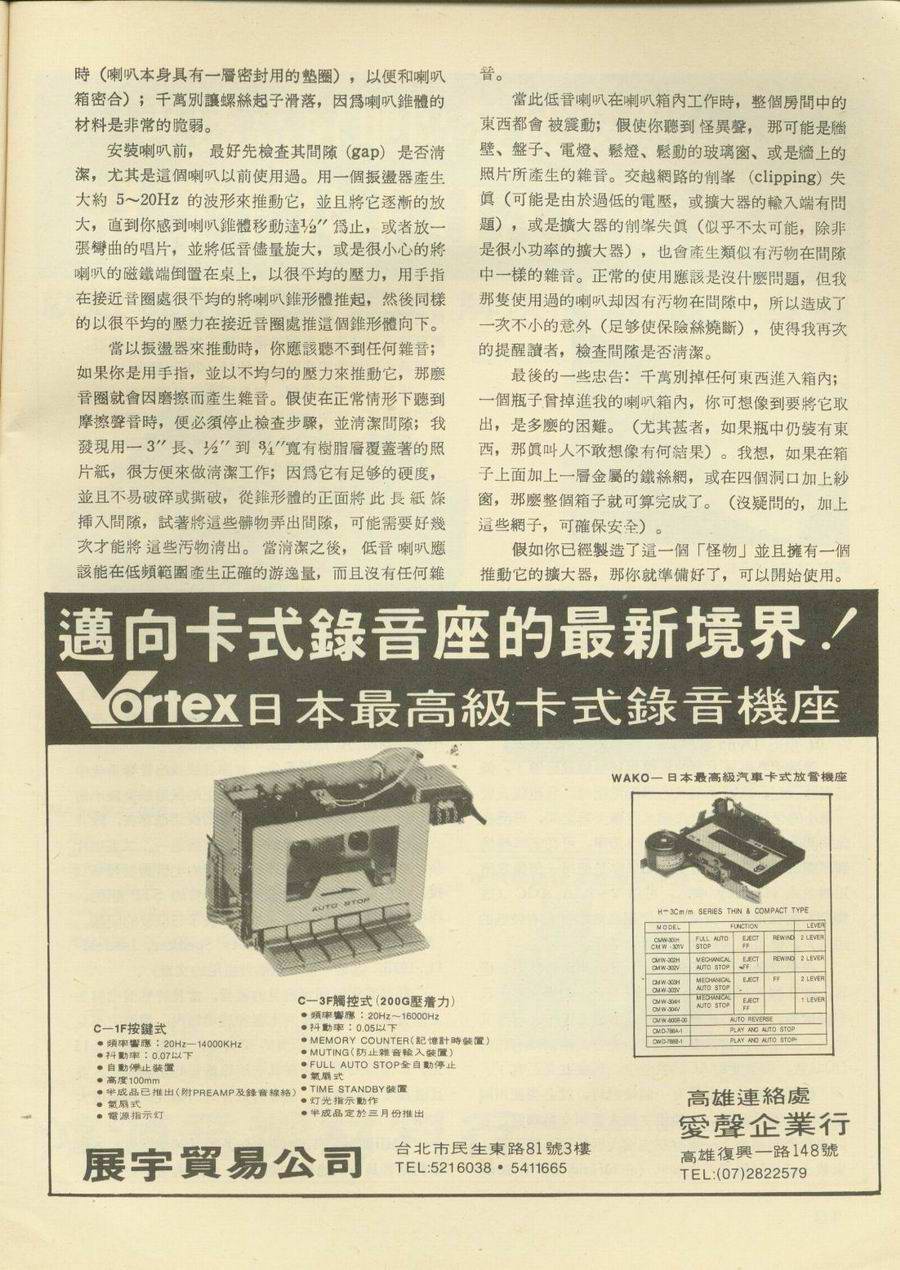 時（喇叭本身具有一層密封用的墊圈），以便和喇叭
箱密合）；千萬別讓螺絲起子滑落，因爲喇叭錐體的
材料是非常的脆弱。
安裝喇叭前，最好先檢查其間隙 (gap) 是否清
潔，尤其是這個喇叭以前使用過。用一個振盪器產生
大約 5～20Hz 的波形來推動它，並且將它逐漸的放
大，直到你感到喇叭錐體移動達½″ 爲止，或者放一
張彎曲的唱片，並將低音儘量旋大，或是很小心的將
喇叭的磁鐵端倒置在桌上，以很平均的壓力，用手指
在接近音圈處很平均的將喇叭錐形體推起，然後同樣
的以很平均的壓力在接近音圈處推這個錐形體向下。
當以振盪器來推動時，你應該聽不到任何雜音；
如果你是用手指，並以不均勻的壓力來推動它，那麽
音圈就會因磨擦而產生雜音。假使在正常情形下聽到
摩擦聲音時，便必須停止檢查步驟，並清潔間隙；我
發現用一 3″ 長、½″ 到 ¾″寬有樹脂層覆蓋著的照
片紙，很方便來做清潔工作；因爲它有足够的硬度，
並且不易破碎或撕破，從錐形體的正面將此長紙條
揷入間隙，試著將這些髒物弄出間隙，可能需要好幾
次才能將這些汚物清出。當清潔之後，低音喇叭應
該能在低頻範圍產生正確的游逸量，而且沒有任何雜
音。
當此低音喇叭在喇叭箱內工作時，整個房間中的
東西都會被震動；假使你聽到怪異聲，那可能是牆
壁、盤子、電燈、鬆燈、鬆動的玻璃窗、或是牆上的
照片所產生的雜音。交越網路的削峯 (clipping) 失
眞（可能是由於過低的電壓，或擴大器的輸入端有問
題），或是擴大器的削峯失眞（似乎不太可能，除非
是很小功率的擴大器），也會產生類似有汚物在間隙
中一樣的雜音。正常的使用應該是沒什麽問題，但我
那隻使用過的喇叭却因有汚物在間隙中，所以造成了
一次不小的意外（足够使保險絲燒斷），使得我再次
的提醒讀者，檢查間隙是否清潔。
最後的一些忠告：千萬別掉任何東西進入箱內；
一個瓶子曾掉進我的喇叭箱內，你可想像到要將它取
出，是多麽的困難。（尤其甚者，如果瓶中仍裝有東
西，那眞叫人不敢想像有何結果）。我想，如果在箱
子上面加上一層金屬的鐵絲網，或在四個洞口加上紗
窗，那麽整個箱子就可算完成了。（沒疑問的，加上
這些網子，可確保安全）。
假如你已經製造了這一個「怪物」並且擁有一個
推動它的擴大器，那你就準備好了，可以開始使用。
邁向卡式錄音座的最新境界！
Vortex日本最高級卡式錄音機座
AUTO STOP
WAKO—日本最高級汽車卡式放音機座
H=3Cm/m SERIES THIN & COMPACT TYPE
MODEL FUNCTION LEVER
CMW-301H CMW-301V FULL AUTO STOP EJECT FF REWIND 2 LEVER
CMW-302H CMW-302V MECHANICAL AUTO STOP EJECT FF REWIND 2 LEVER
CMW-303H CMW-303V MECHANICAL AUTO STOP EJECT FF 2 LEVER
CMW-304H CMW-304V MECHANICAL AUTO STOP EJECT FF 1 LEVER
AUTO REVERSE
CMD-788A-1 PLAY AND AUTO STOP
CMD-788B-1 PLAY AND AUTO STOP
C—1F按鍵式
●頻率響應：20Hz—14000KHz
●抖動率：0.07以下
●自動停止裝置
●高度100mm
●半成品已推出(附PREAMP及錄音線絡)
●氣扇式
●電源指示灯
C—3F觸控式(200G壓着力)
●頻率響應：20Hz～16000Hz
●抖動率：0.05以下
●MEMORY COUNTER(記憶計時裝置)
●MUTING(防止雜音輸入裝置)
●FULL AUTO STOP全自動停止
●氣扇式
●TIME STANDBY裝置
●灯光指示動作
●半成品定於三月份推出
展宇貿易公司
台北市民生東路81號3樓
TEL:5216038 • 5411665
高雄連絡處
愛聲企業行
高雄復興一路148號
TEL:(07)2822579